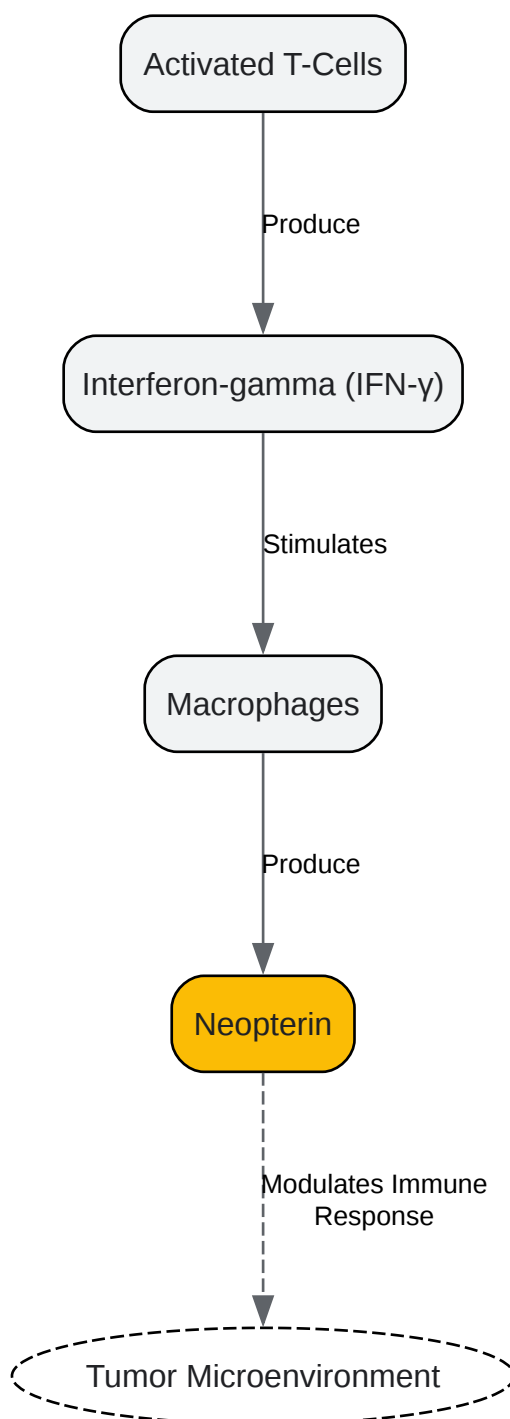 Activated T-Cells
Produce
Interferon-gamma (IFN-γ)
Stimulates
Macrophages
Produce
Neopterin
Modulates Immune
Response
Tumor Microenvironment